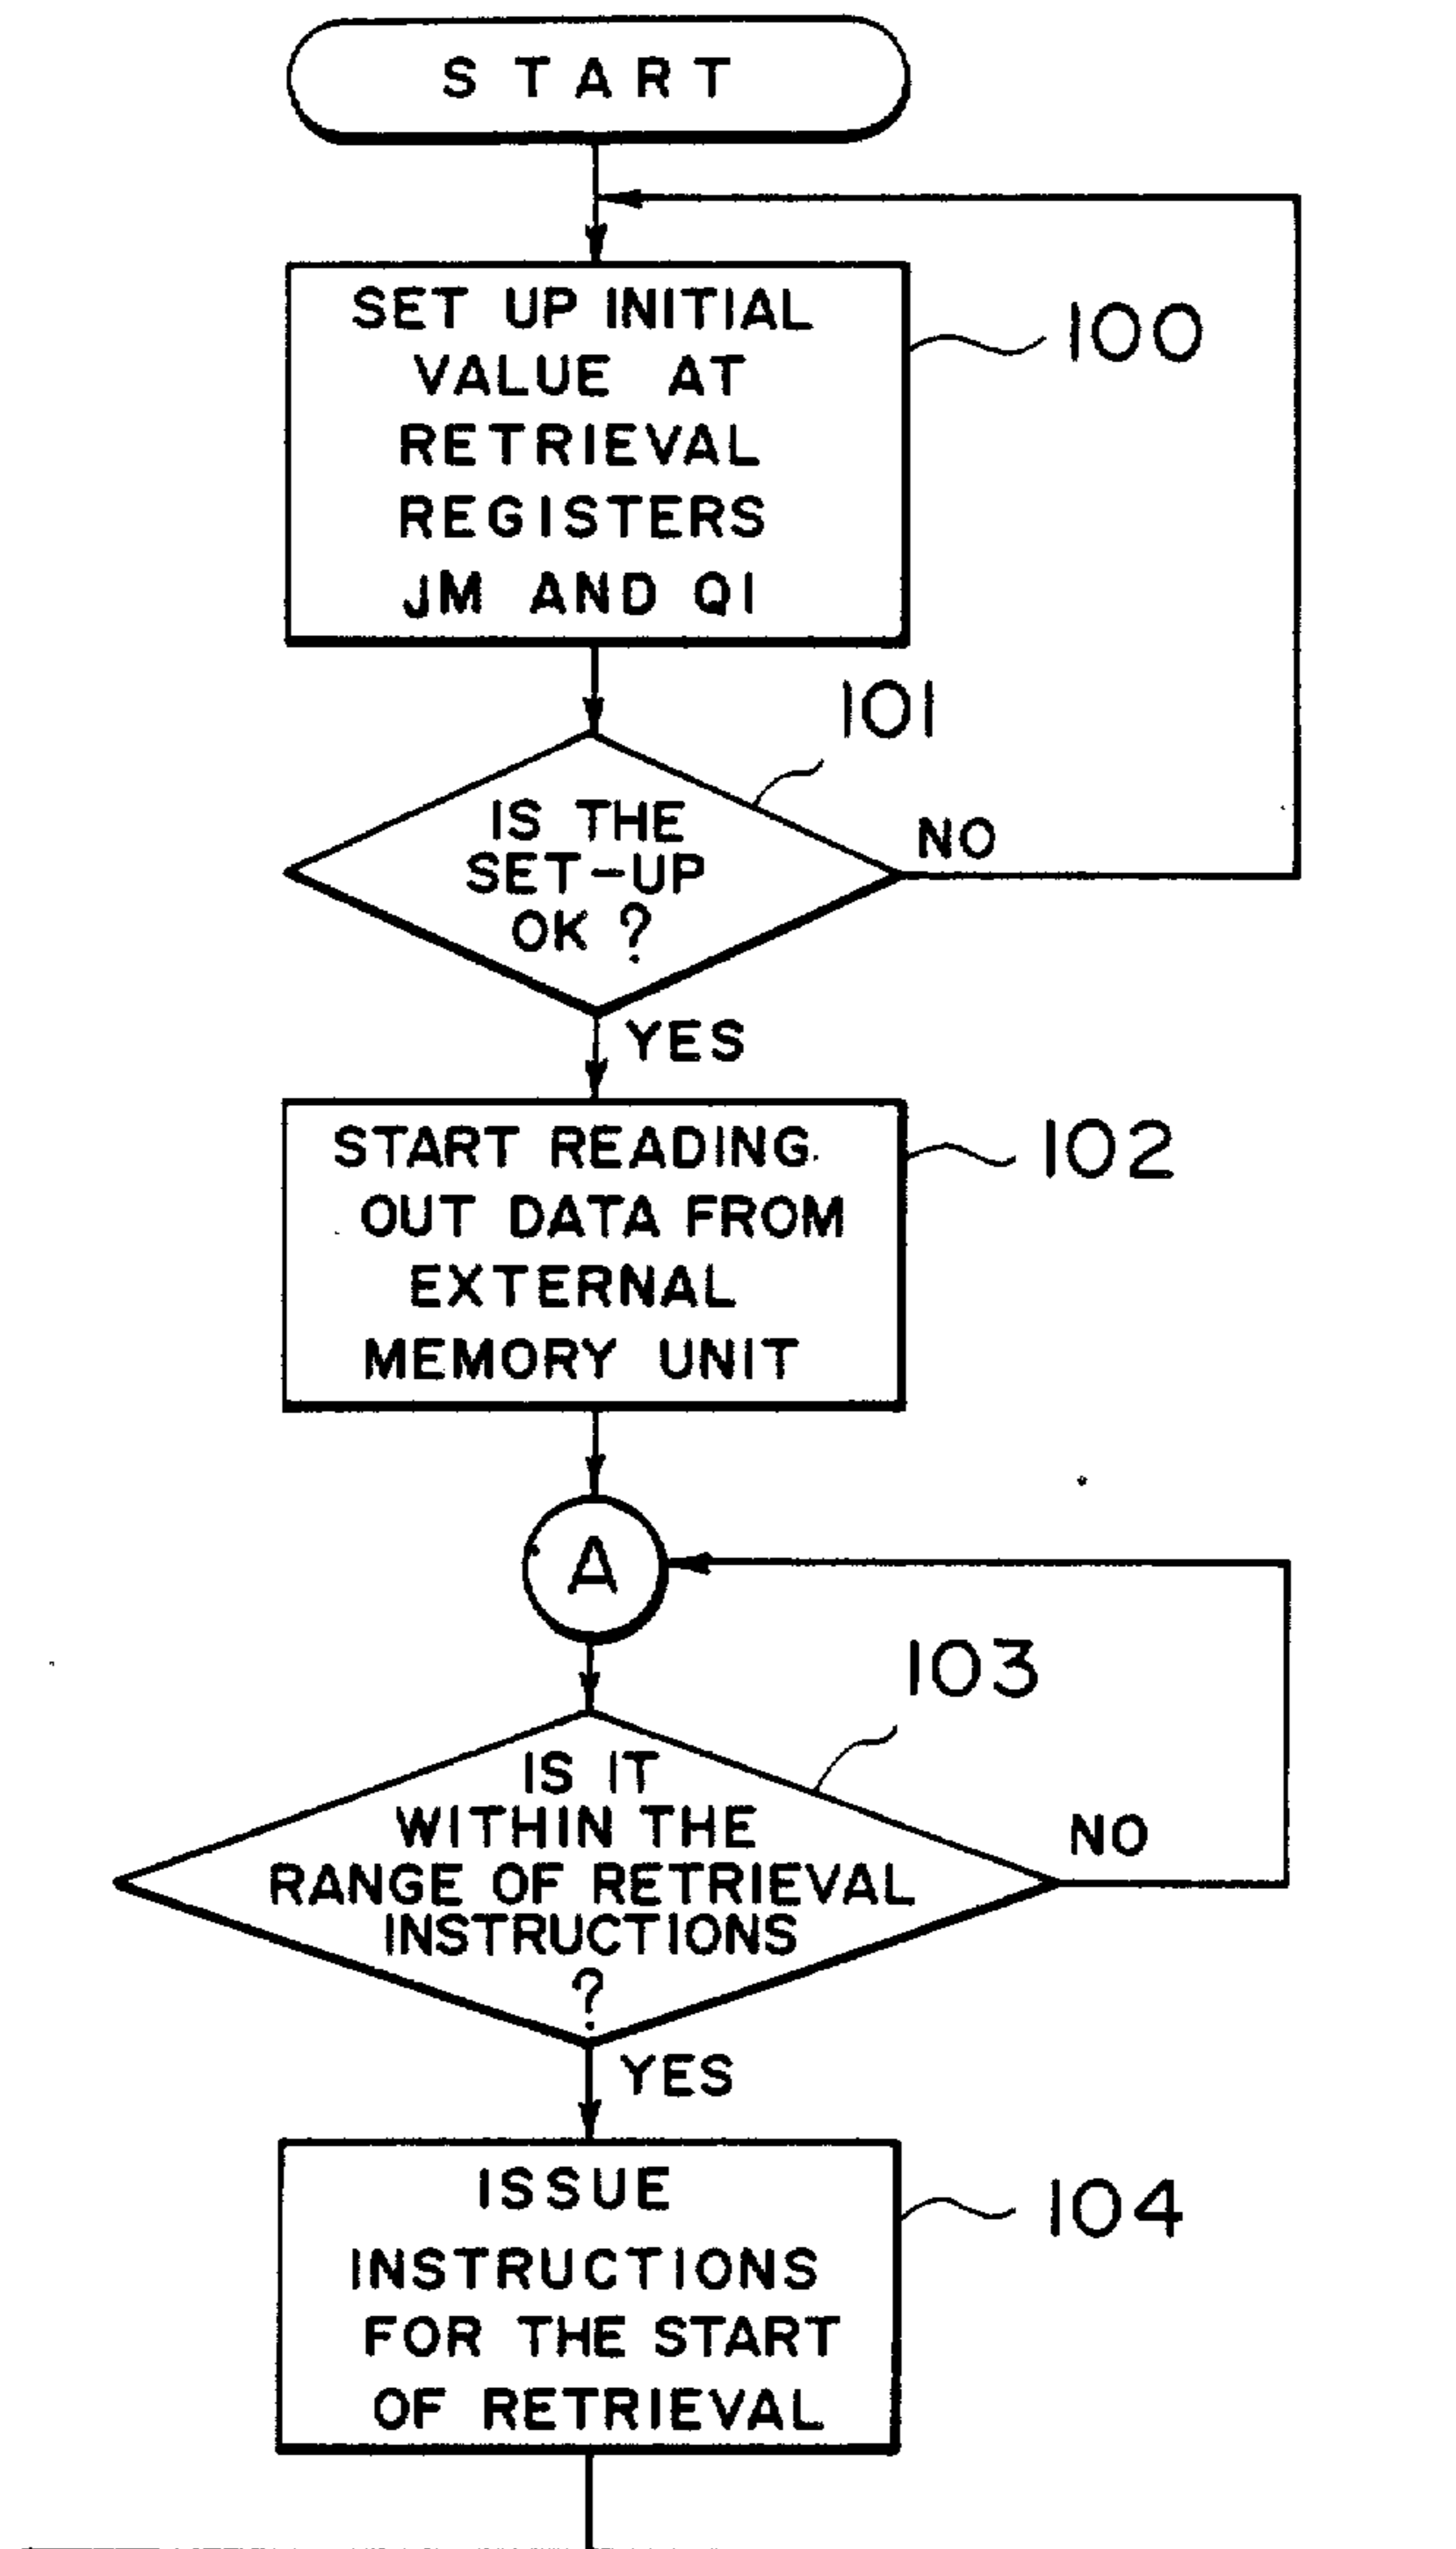 START
SET UP INITIAL
VALUE AT
RETRIEVAL
REGISTERS
JM AND QI
100
101
IS THE
SET-UP
OK ?
NO
YES
START READING
OUT DATA FROM
EXTERNAL
MEMORY UNIT
102
A
103
IS IT
WITHIN THE
RANGE OF RETRIEVAL
INSTRUCTIONS
?
NO
YES
ISSUE
INSTRUCTIONS
FOR THE START
OF RETRIEVAL
104